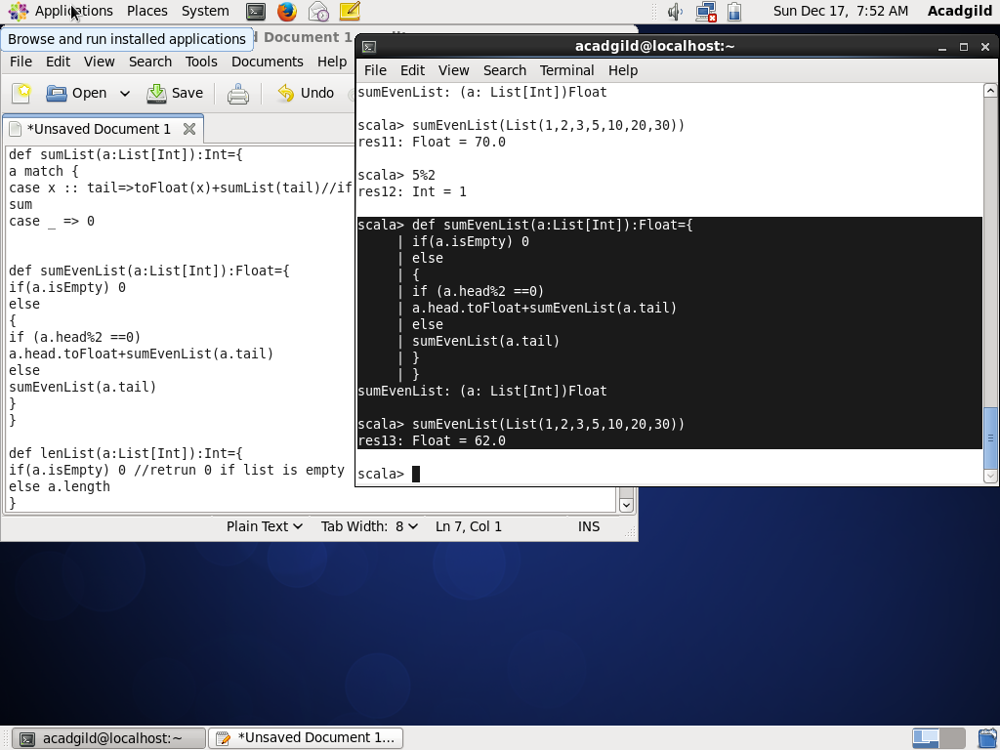 Applications Places System
Sun Dec 17, 7:52 AM Acadgild
Browse and run installed applications
d Document 1
File Edit View Search Tools Documents Help
Open Save Undo
*Unsaved Document 1
def sumList(a:List[Int]):Int={
a match {
case x :: tail=>toFloat(x)+sumList(tail)//if
sum
case _ => 0
def sumEvenList(a:List[Int]):Float={
if(a.isEmpty) 0
else
{
if (a.head%2 ==0)
a.head.toFloat+sumEvenList(a.tail)
else
sumEvenList(a.tail)
}
}
def lenList(a:List[Int]):Int={
if(a.isEmpty) 0 //retrun 0 if list is empty
else a.length
}
Plain Text Tab Width: 8 Ln 7, Col 1 INS
acadgild@localhost:~
File Edit View Search Terminal Help
sumEvenList: (a: List[Int])Float
scala> sumEvenList(List(1,2,3,5,10,20,30))
res11: Float = 70.0
scala> 5%2
res12: Int = 1
scala> def sumEvenList(a:List[Int]):Float={
| if(a.isEmpty) 0
| else
| {
| if (a.head%2 ==0)
| a.head.toFloat+sumEvenList(a.tail)
| else
| sumEvenList(a.tail)
| }
| }
sumEvenList: (a: List[Int])Float
scala> sumEvenList(List(1,2,3,5,10,20,30))
res13: Float = 62.0
scala>
acadgild@localhost:~ *Unsaved Document 1...